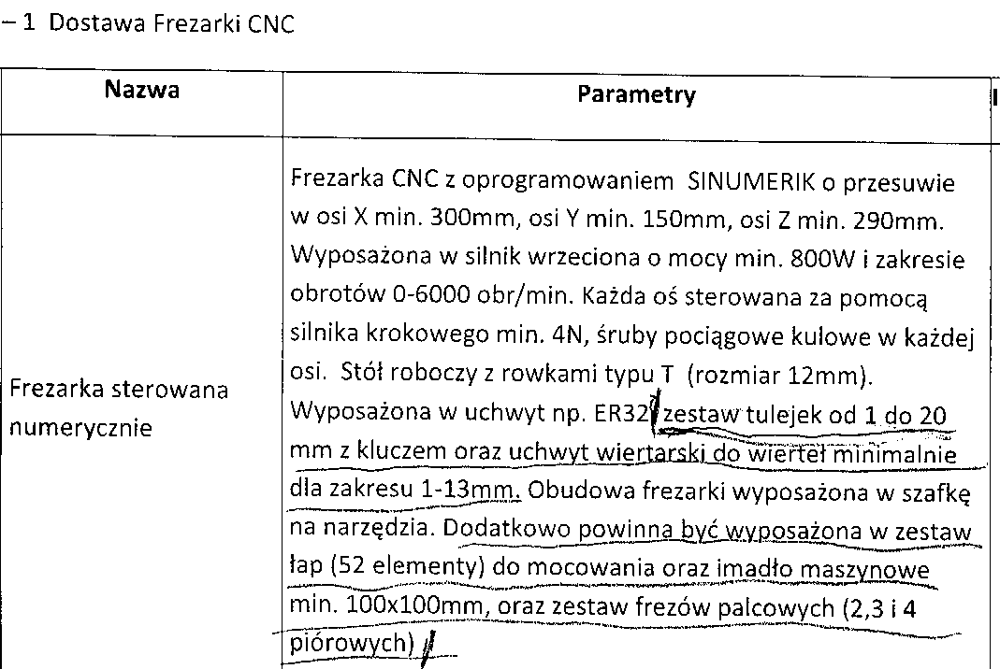 – 1 Dostawa Frezarki CNC
Nazwa
Parametry
Frezarka sterowana
numerycznie
Frezarka CNC z oprogramowaniem SINUMERIK o przesuwie
w osi X min. 300mm, osi Y min. 150mm, osi Z min. 290mm.
Wyposażona w silnik wrzeciona o mocy min. 800W i zakresie
obrotów 0-6000 obr/min. Każda oś sterowana za pomocą
silnika krokowego min. 4N, śruby pociągowe kulowe w każdej
osi. Stół roboczy z rowkami typu T (rozmiar 12mm).
Wyposażona w uchwyt np. ER32 zestaw tulejek od 1 do 20
mm z kluczem oraz uchwyt wiertarski do wierteł minimalnie
dla zakresu 1-13mm. Obudowa frezarki wyposażona w szafkę
na narzędzia. Dodatkowo powinna być wyposażona w zestaw
łap (52 elementy) do mocowania oraz imadło maszynowe
min. 100x100mm, oraz zestaw frezów palcowych (2,3 i 4
piórowych)